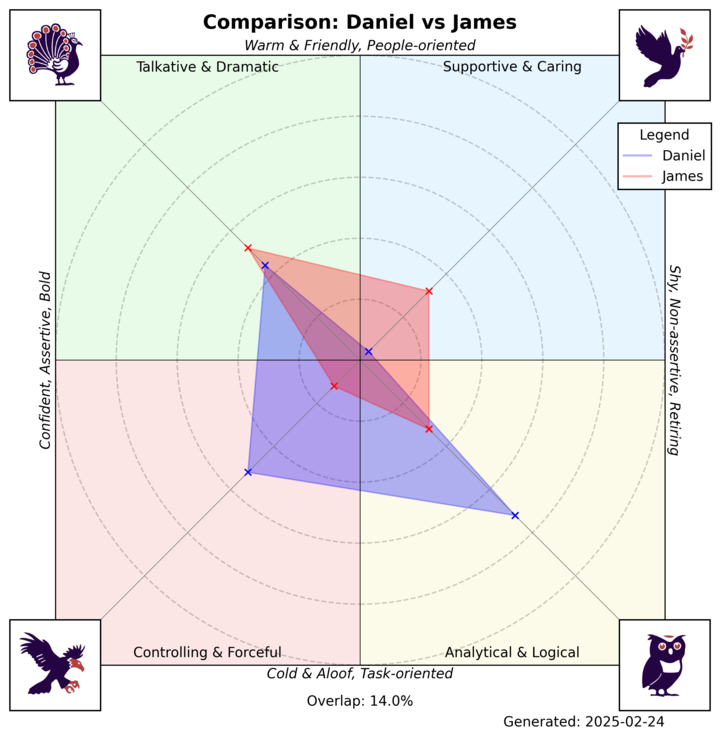 Comparison: Daniel vs James
Warm & Friendly, People-oriented
Talkative & Dramatic
Supportive & Caring
Legend
Daniel
James
Confident, Assertive, Bold
Shy, Non-assertive, Retiring
Controlling & Forceful
Analytical & Logical
Cold & Aloof, Task-oriented
Overlap: 14.0%
Generated: 2025-02-24